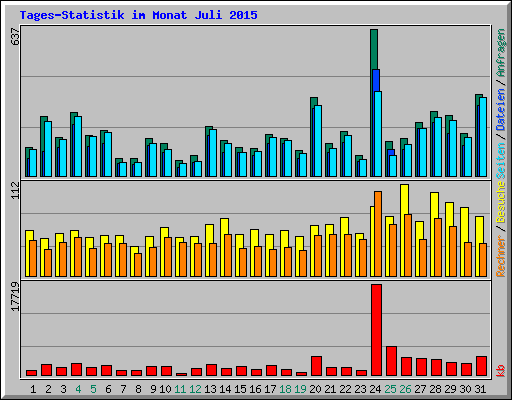 Tages-Statistik im Monat Juli 2015
637
112
17719
Rechner / Besuche Seiten / Dateien / Anfragen
kb
1 2 3 4 5 6 7 8 9 10 11 12 13 14 15 16 17 18 19 20 21 22 23 24 25 26 27 28 29 30 31